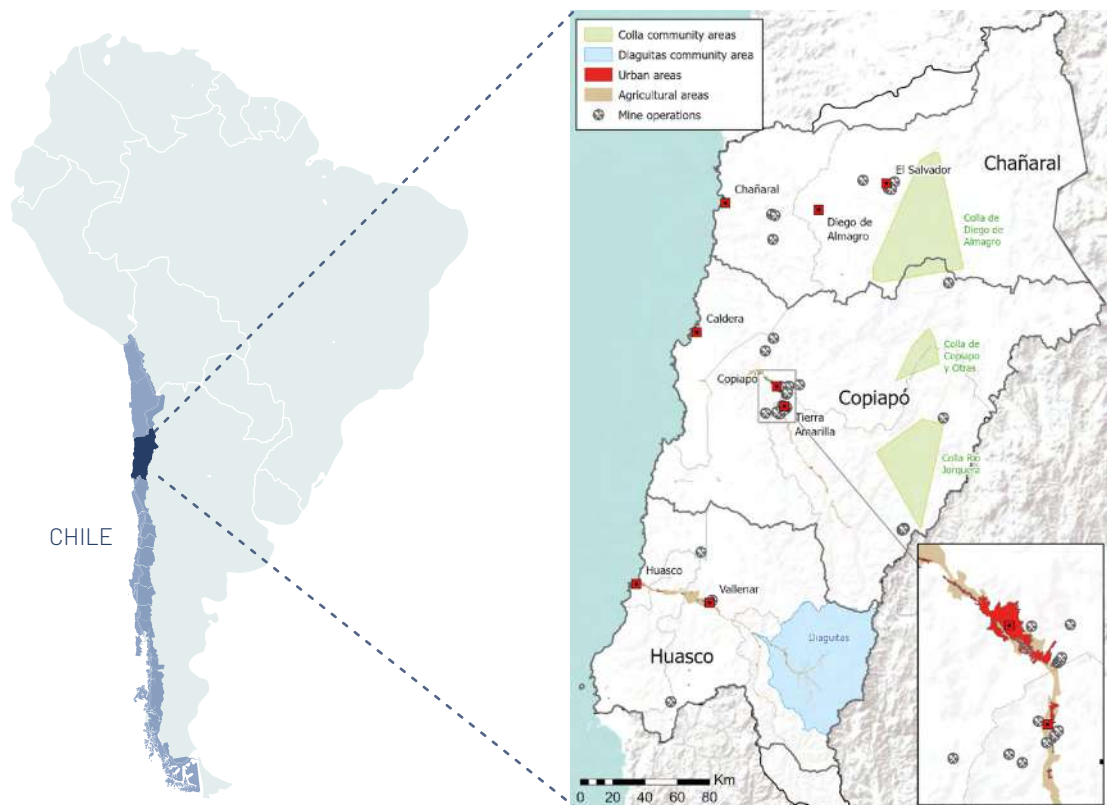 CHILE
Colla community areas
Diaguitas community area
Urban areas
Agricultural areas
Mine operations
Chañaral
El Salvador
Chañaral
Diego de
Almagro
Colla de
Diego de
Almagro
Caldera
Colla de
Copiapo
y Otras
Copiapó
Copiapó
Tierra
Amarilla
Colla Rio
Jorquera
Huasco
Vallenar
Diaguitas
Huasco
Km
0 20 40 60 80